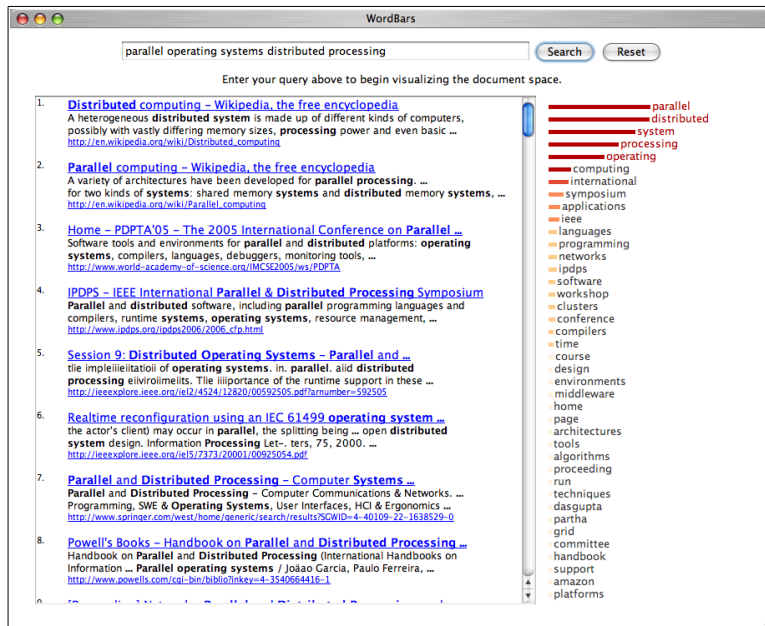 WordBars
parallel operating systems distributed processing
Search
Reset
Enter your query above to begin visualizing the document space.
1. Distributed computing – Wikipedia, the free encyclopedia
A heterogeneous distributed system is made up of different kinds of computers,
possibly with vastly differing memory sizes, processing power and even basic ...
http://en.wikipedia.org/wiki/Distributed_computing
2. Parallel computing – Wikipedia, the free encyclopedia
A variety of architectures have been developed for parallel processing. ...
for two kinds of systems: shared memory systems and distributed memory systems, ...
http://en.wikipedia.org/wiki/Parallel_computing
3. Home – PDPTA'05 – The 2005 International Conference on Parallel ...
Software tools and environments for parallel and distributed platforms: operating
systems, compilers, languages, debuggers, monitoring tools, ...
http://www.world-academy-of-science.org/IMCSE2005/ws/PDPTA
4. IPDPS – IEEE International Parallel & Distributed Processing Symposium
Parallel and distributed software, including parallel programming languages and
compilers, runtime systems, operating systems, resource management, ...
http://www.ipdps.org/ipdps2006/2006_cfp.html
5. Session 9: Distributed Operating Systems – Parallel and ...
tlie impleiiieiitatioii of operating systems. in. parallel. aiid distributed
processing eiiviroiimeiits. Tlie iiiiportance of the runtime support in these ...
http://ieeexplore.ieee.org/iel2/4524/12820/00592505.pdf?arnumber=592505
6. Realtime reconfiguration using an IEC 61499 operating system ...
the actor's client) may occur in parallel, the splitting being ... open distributed
system design. Information Processing Let-. ters, 75, 2000. ...
http://ieeexplore.ieee.org/iel5/7373/20001/00925054.pdf
7. Parallel and Distributed Processing – Computer Systems ...
Parallel and Distributed Processing – Computer Communications & Networks. ...
Programming, SWE & Operating Systems, User Interfaces, HCI & Ergonomics ...
http://www.springer.com/west/home/generic/search/results?SGWID=4-40109-22-1638529-0
8. Powell's Books – Handbook on Parallel and Distributed Processing ...
Handbook on Parallel and Distributed Processing (International Handbooks on
Information ... Parallel operating systems / Joãao Garcia, Paulo Ferreira, ...
http://www.powells.com/cgi-bin/biblio?inkey=4-3540664416-1
parallel
distributed
system
processing
operating
computing
international
symposium
applications
ieee
languages
programming
networks
ipdps
software
workshop
clusters
conference
compilers
time
course
design
environments
middleware
home
page
architectures
tools
algorithms
proceeding
run
techniques
dasgupta
partha
grid
committee
handbook
support
amazon
platforms